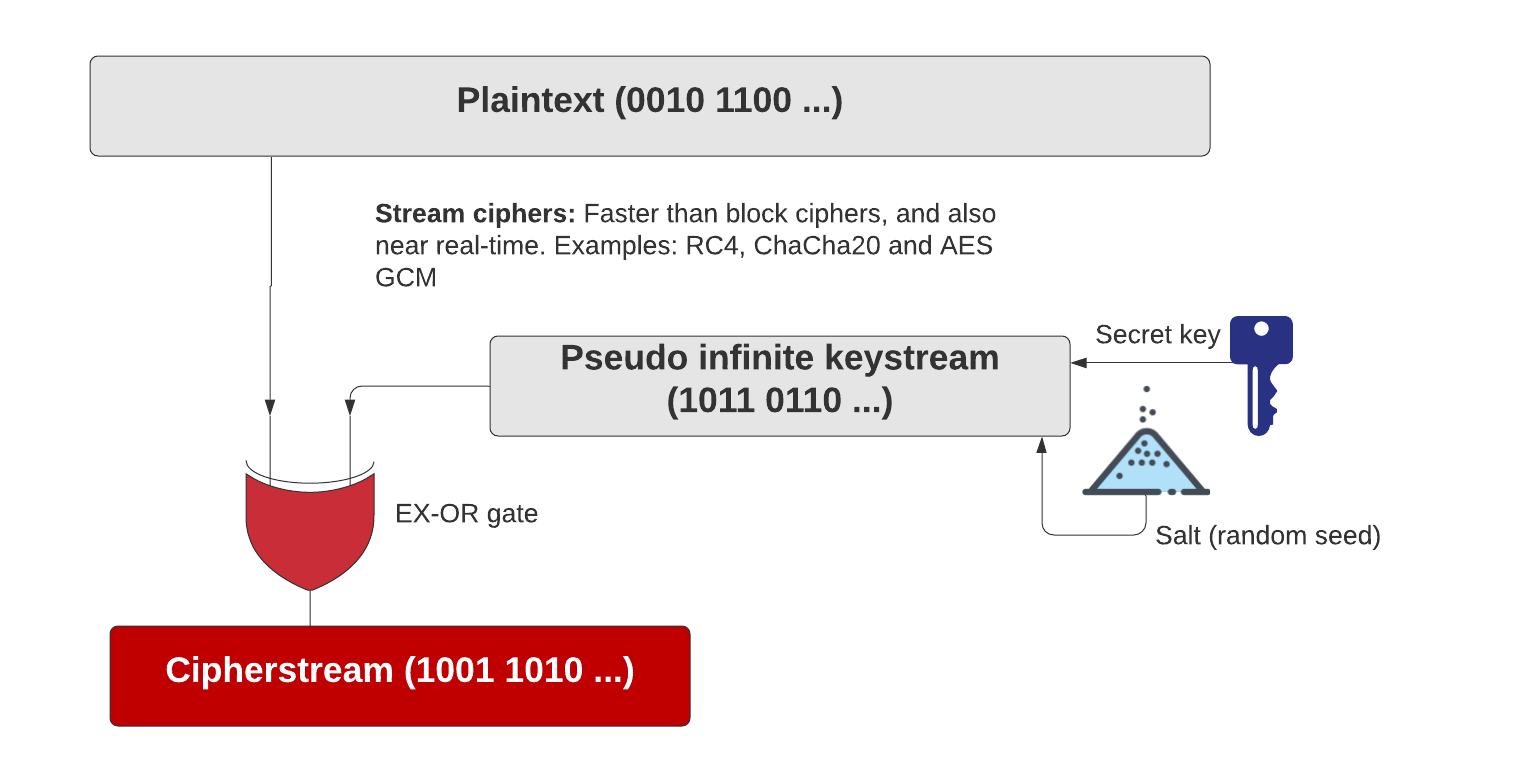 Plaintext (0010 1100 ...)
Stream ciphers: Faster than block ciphers, and also
near real-time. Examples: RC4, ChaCha20 and AES
GCM
Secret key
Pseudo infinite keystream
(1011 0110 ...)
EX-OR gate
Salt (random seed)
Cipherstream (1001 1010 ...)